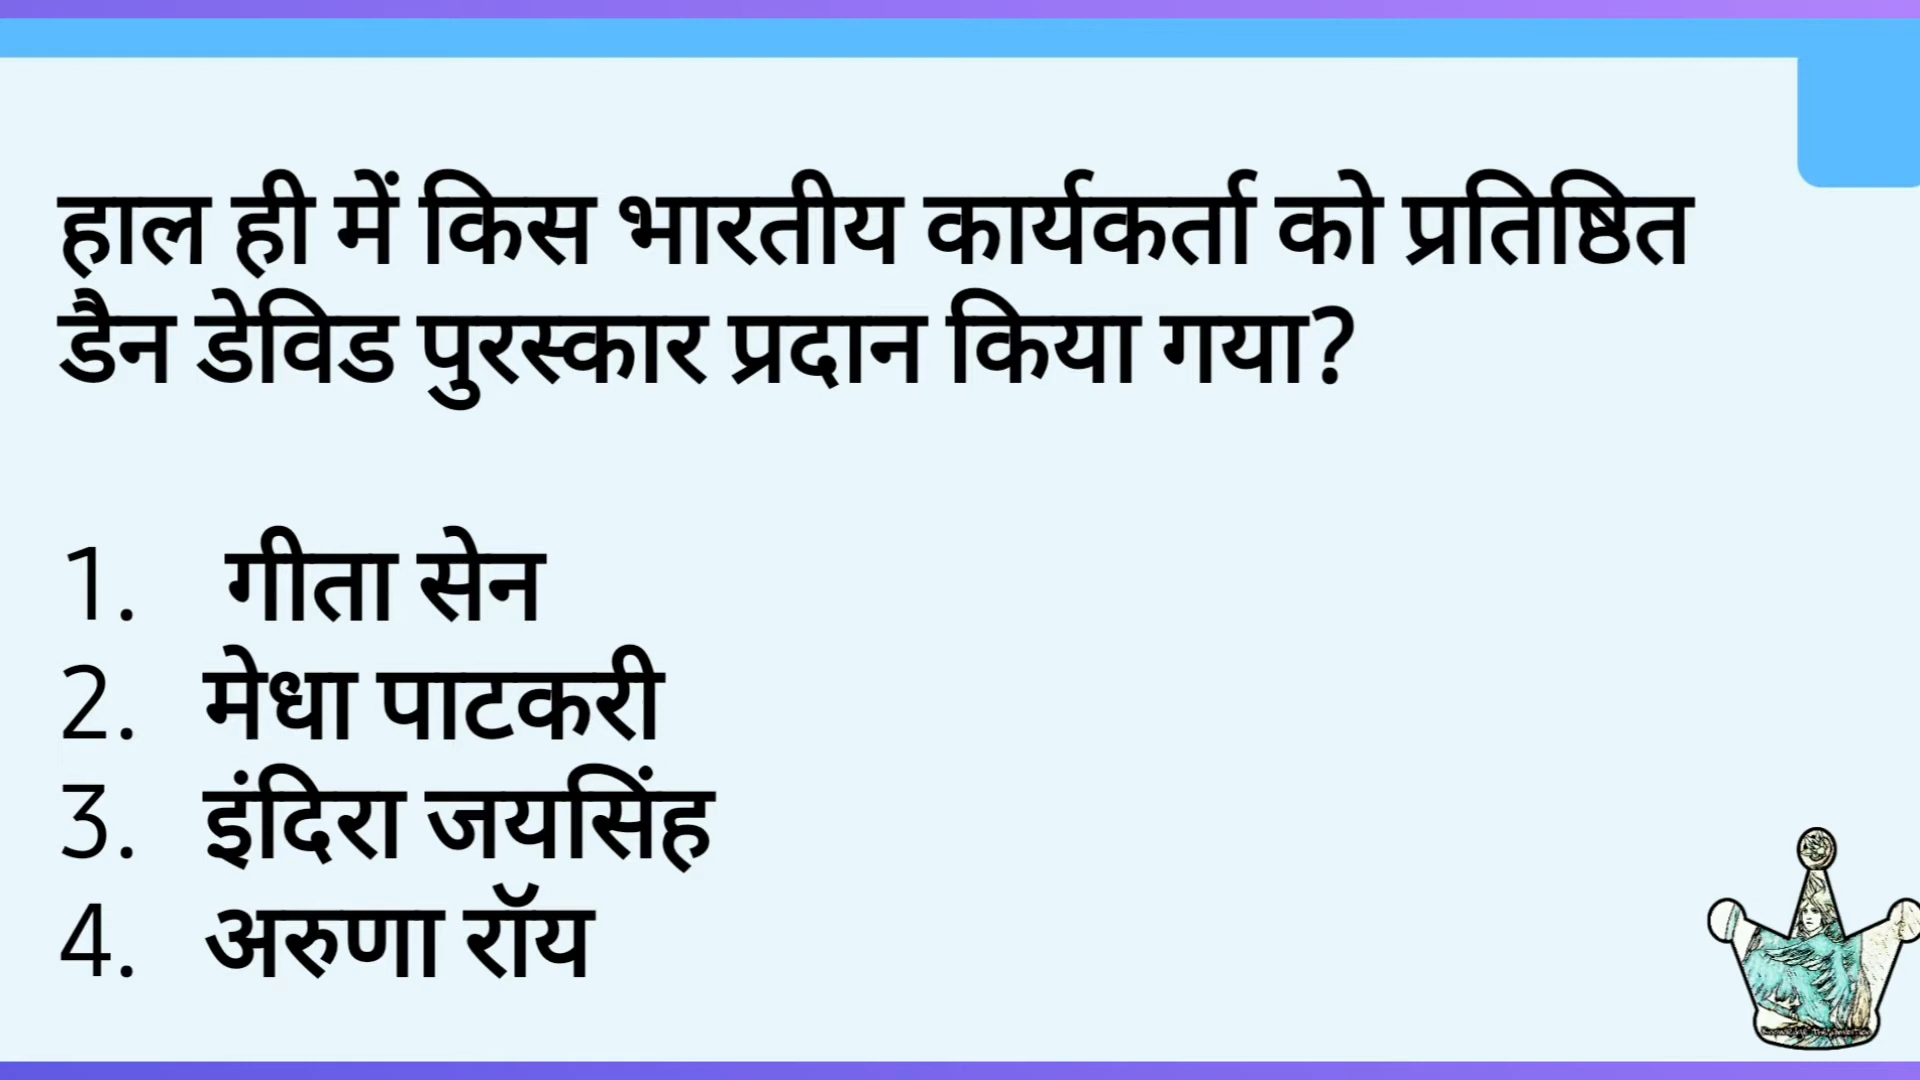 हाल ही में किस भारतीय कार्यकर्ता को प्रतिष्ठित
डैन डेविड पुरस्कार प्रदान किया गया?
1. गीता सेन
2. मेधा पाटकरी
3. इंदिरा जयसिंह
4. अरुणा रॉय